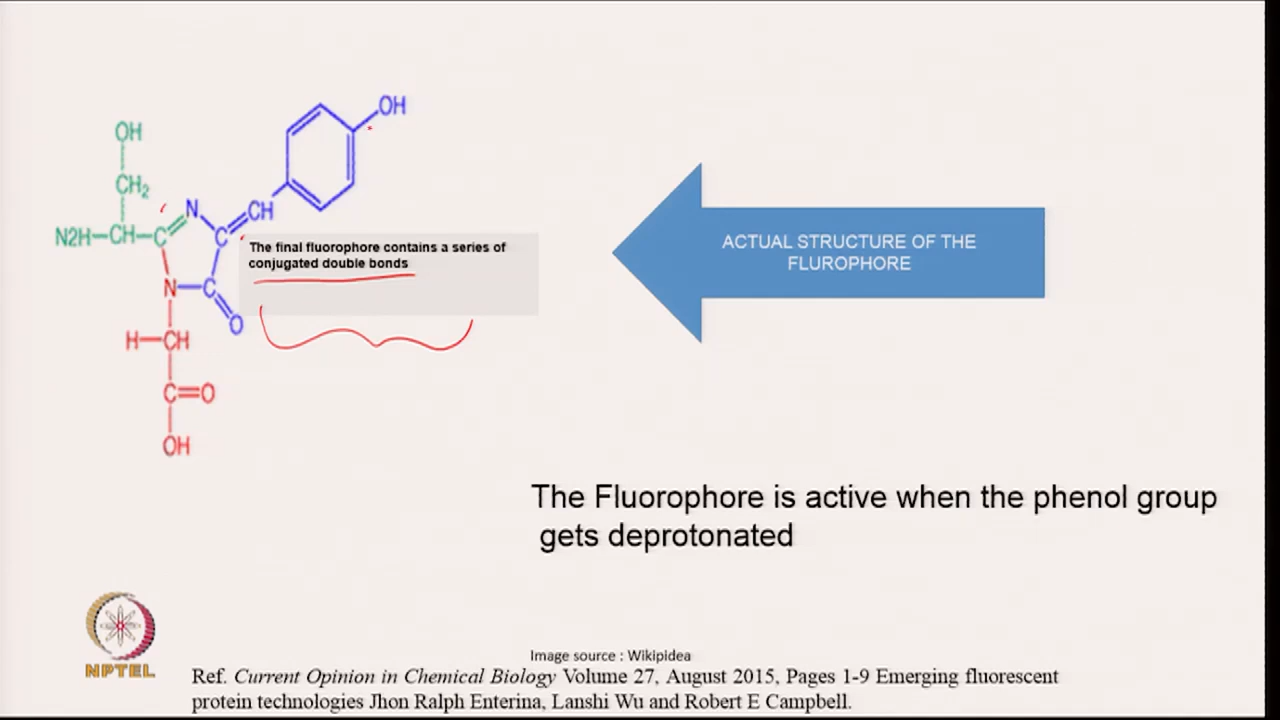 OH
OH
CH2
N
CH
N2H CH C C
The final fluorophore contains a series of
conjugated double bonds
N C
O
H CH
C O
OH
ACTUAL STRUCTURE OF THE
FLUROPHORE
The Fluorophore is active when the phenol group
gets deprotonated
NPTEL
Image source : Wikipidea
Ref. Current Opinion in Chemical Biology Volume 27, August 2015, Pages 1-9 Emerging fluorescent
protein technologies Jhon Ralph Enterina, Lanshi Wu and Robert E Campbell.